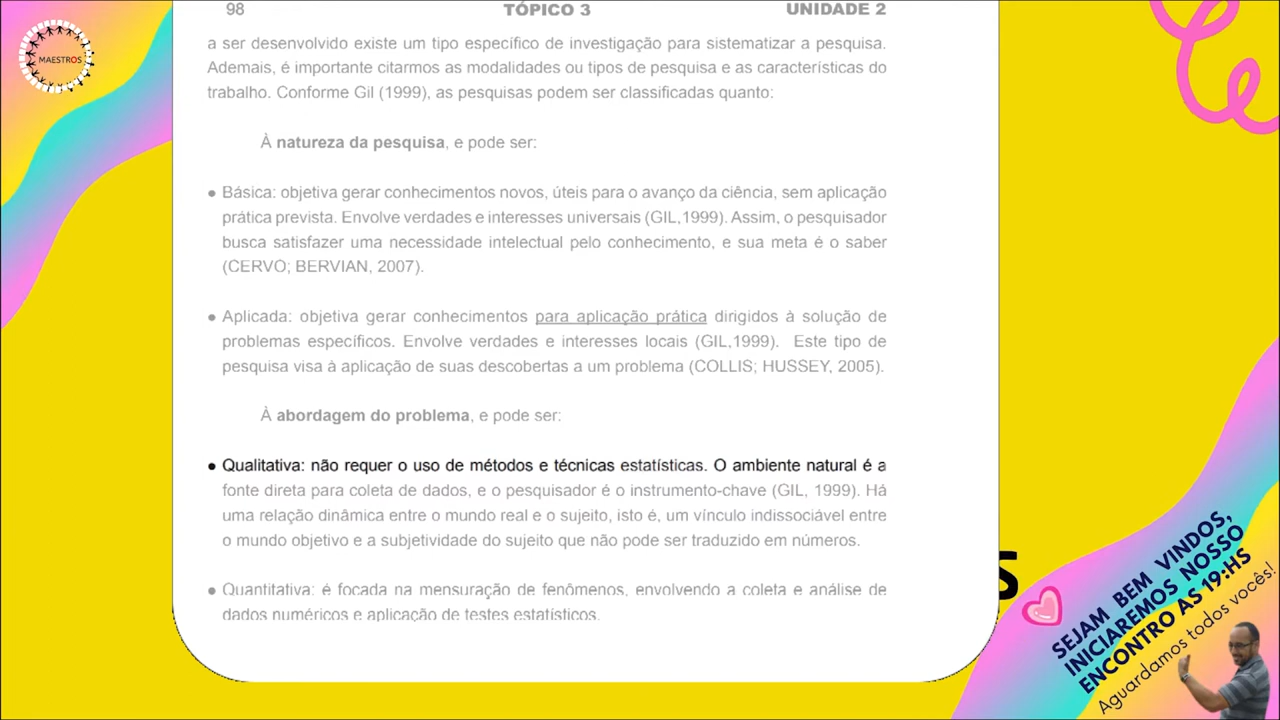 98 TÓPICO 3 UNIDADE 2
MAESTROS
a ser desenvolvido existe um tipo específico de investigação para sistematizar a pesquisa.
Ademais, é importante citarmos as modalidades ou tipos de pesquisa e as características do
trabalho. Conforme Gil (1999), as pesquisas podem ser classificadas quanto:
À natureza da pesquisa, e pode ser:
● Básica: objetiva gerar conhecimentos novos, úteis para o avanço da ciência, sem aplicação
prática prevista. Envolve verdades e interesses universais (GIL,1999). Assim, o pesquisador
busca satisfazer uma necessidade intelectual pelo conhecimento, e sua meta é o saber
(CERVO; BERVIAN, 2007).
● Aplicada: objetiva gerar conhecimentos para aplicação prática dirigidos à solução de
problemas específicos. Envolve verdades e interesses locais (GIL,1999). Este tipo de
pesquisa visa à aplicação de suas descobertas a um problema (COLLIS; HUSSEY, 2005).
À abordagem do problema, e pode ser:
● Qualitativa: não requer o uso de métodos e técnicas estatísticas. O ambiente natural é a
fonte direta para coleta de dados, e o pesquisador é o instrumento-chave (GIL, 1999). Há
uma relação dinâmica entre o mundo real e o sujeito, isto é, um vínculo indissociável entre
o mundo objetivo e a subjetividade do sujeito que não pode ser traduzido em números.
● Quantitativa: é focada na mensuração de fenômenos, envolvendo a coleta e análise de
dados numéricos e aplicação de testes estatísticos.
S
SEJAM BEM VINDOS,
INICIAREMOS NOSSO
ENCONTRO AS 19:HS
Aguardamos todos vocês!